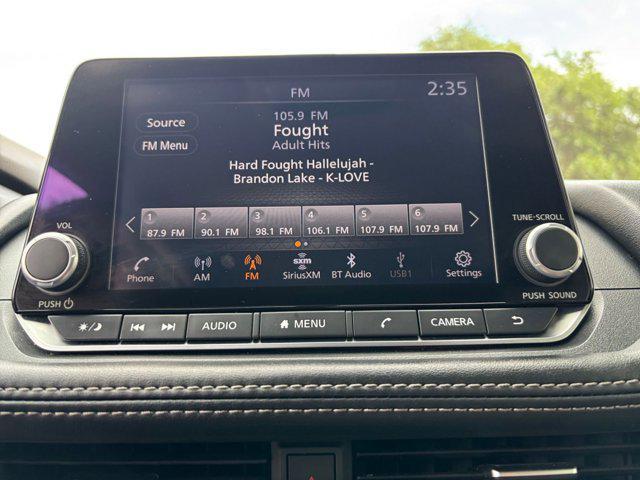 FM
2:35
Source
FM Menu
105.9 FM
Fought
Adult Hits
Hard Fought Hallelujah -
Brandon Lake - K-LOVE
1 2 3 4 5 6
87.9 FM 90.1 FM 98.1 FM 106.1 FM 107.9 FM 107.9 FM
sxm
Phone AM FM SiriusXM BT Audio USB1 Settings
VOL
PUSH
TUNE-SCROLL
PUSH SOUND
AUDIO MENU CAMERA